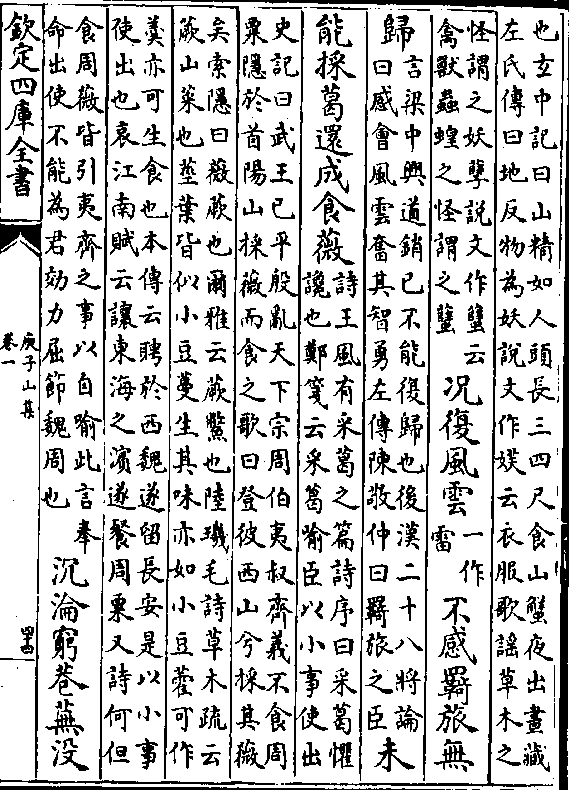 也玄中記曰山精如人頭長三四尺食山蟹夜出晝藏
左氏傳曰地反物為妖說文作䄏云衣服歌謡草木之
怪謂之妖孽說文作蠥云
禽獸蟲蝗之怪謂之蠥
况復風雲
一作
雷
不感羇旅無
歸
言梁中興道銷已不能復歸也後漢二十八將論
曰感會風雲奮其智勇左傳陳敬仲曰羇旅之臣
未
能採葛還成食薇
詩王風有采葛之篇詩序曰采葛懼
讒也鄭箋云采葛喻臣以小事使出
史記曰武王已平殷亂天下宗周伯夷叔齊義不食周
粟隱於首陽山採薇而食之歌曰登彼西山兮採其薇
矣索隱曰薇蕨也爾雅云蕨鱉也陸璣毛詩草木疏云
蕨山菜也莖葉皆似小豆蔓生其味亦如小豆藿可作
羮亦可生食也本傳云聘於西魏遂留長安是以小事
使出也哀江南賦云讓東海之濱遂餐周粟又詩何但
食周薇皆引夷齊之事以自喻此言奉
命出使不能為君効力屈節魏周也
沉淪窮巷蕪没
欽定四庫全書
庾子山集
卷一
四